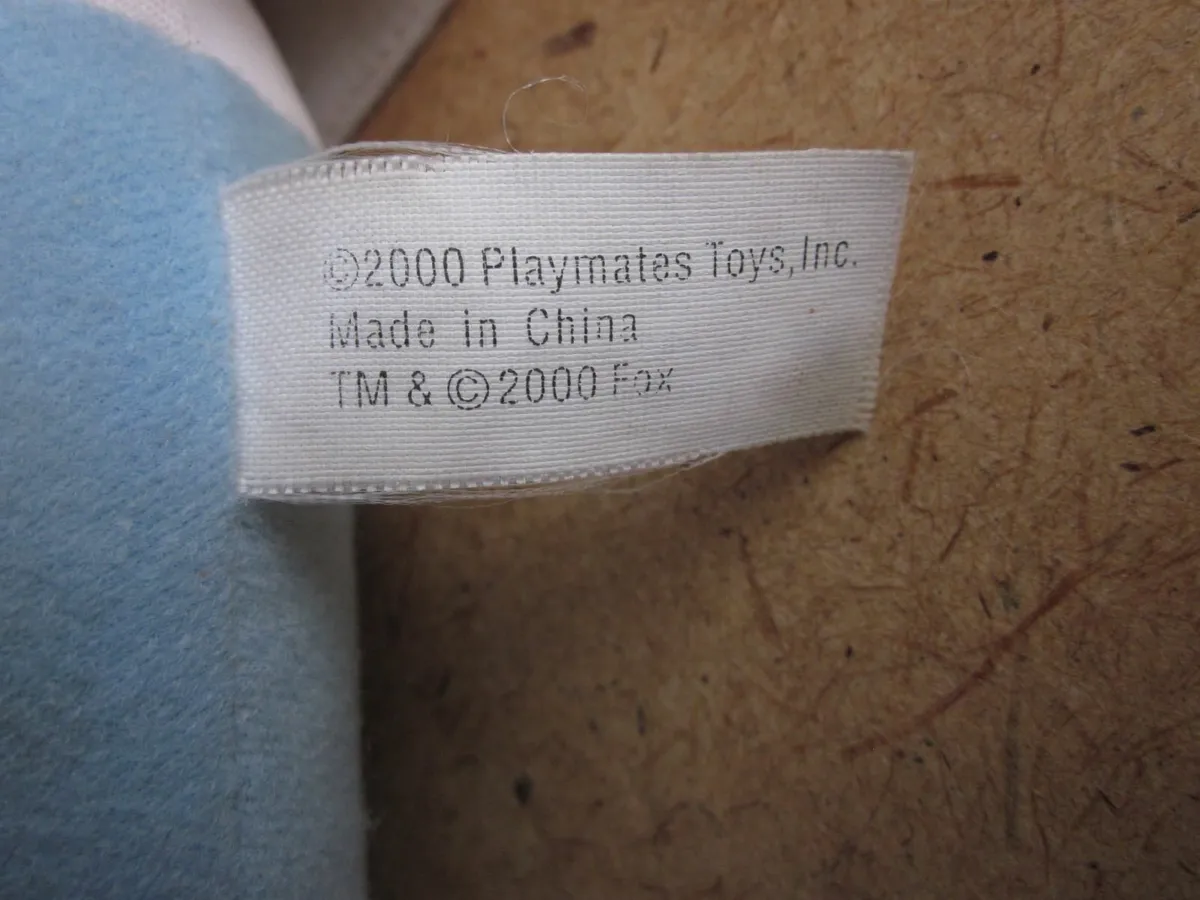 ©2000 Playmates Toys, Inc.
Made in China
TM & ©2000 Fox